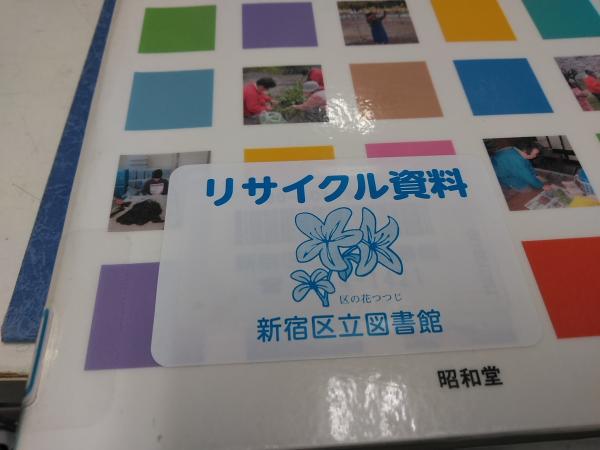 リサイクル資料
区の花つつじ
新宿区立図書館
昭和堂